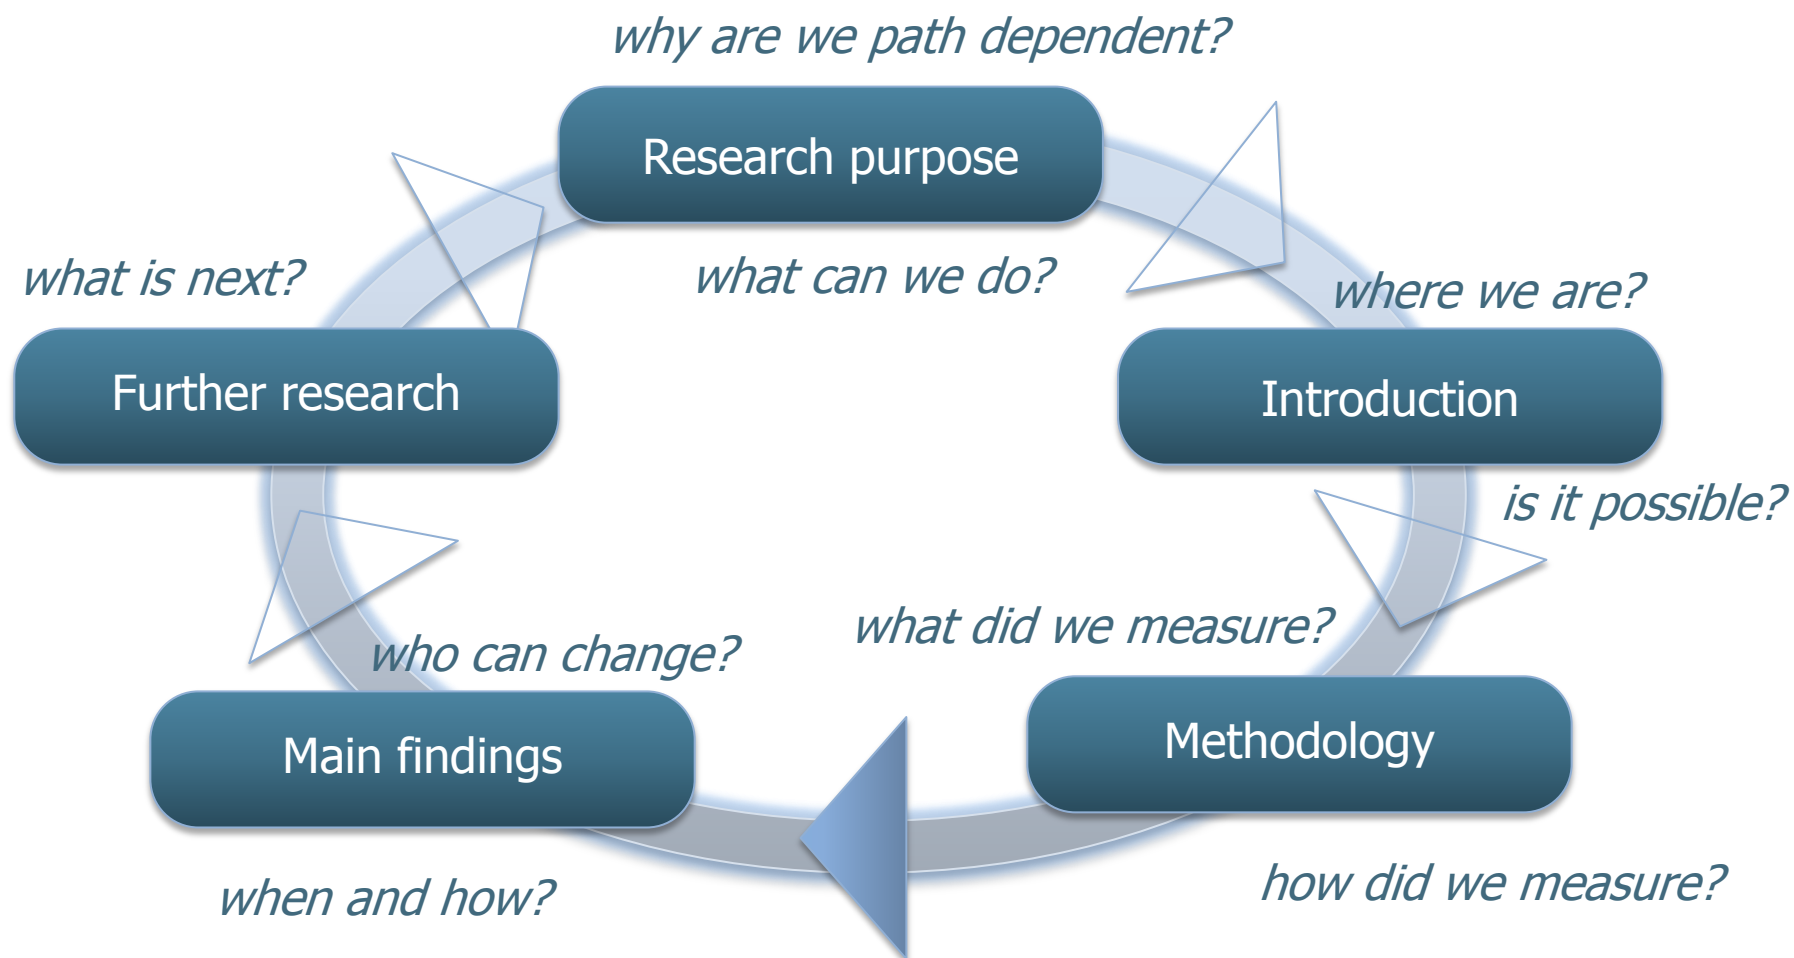 why are we path dependent?
Research purpose
what can we do?
where we are?
Introduction
is it possible?
what did we measure?
Methodology
how did we measure?
who can change?
Main findings
when and how?
what is next?
Further research